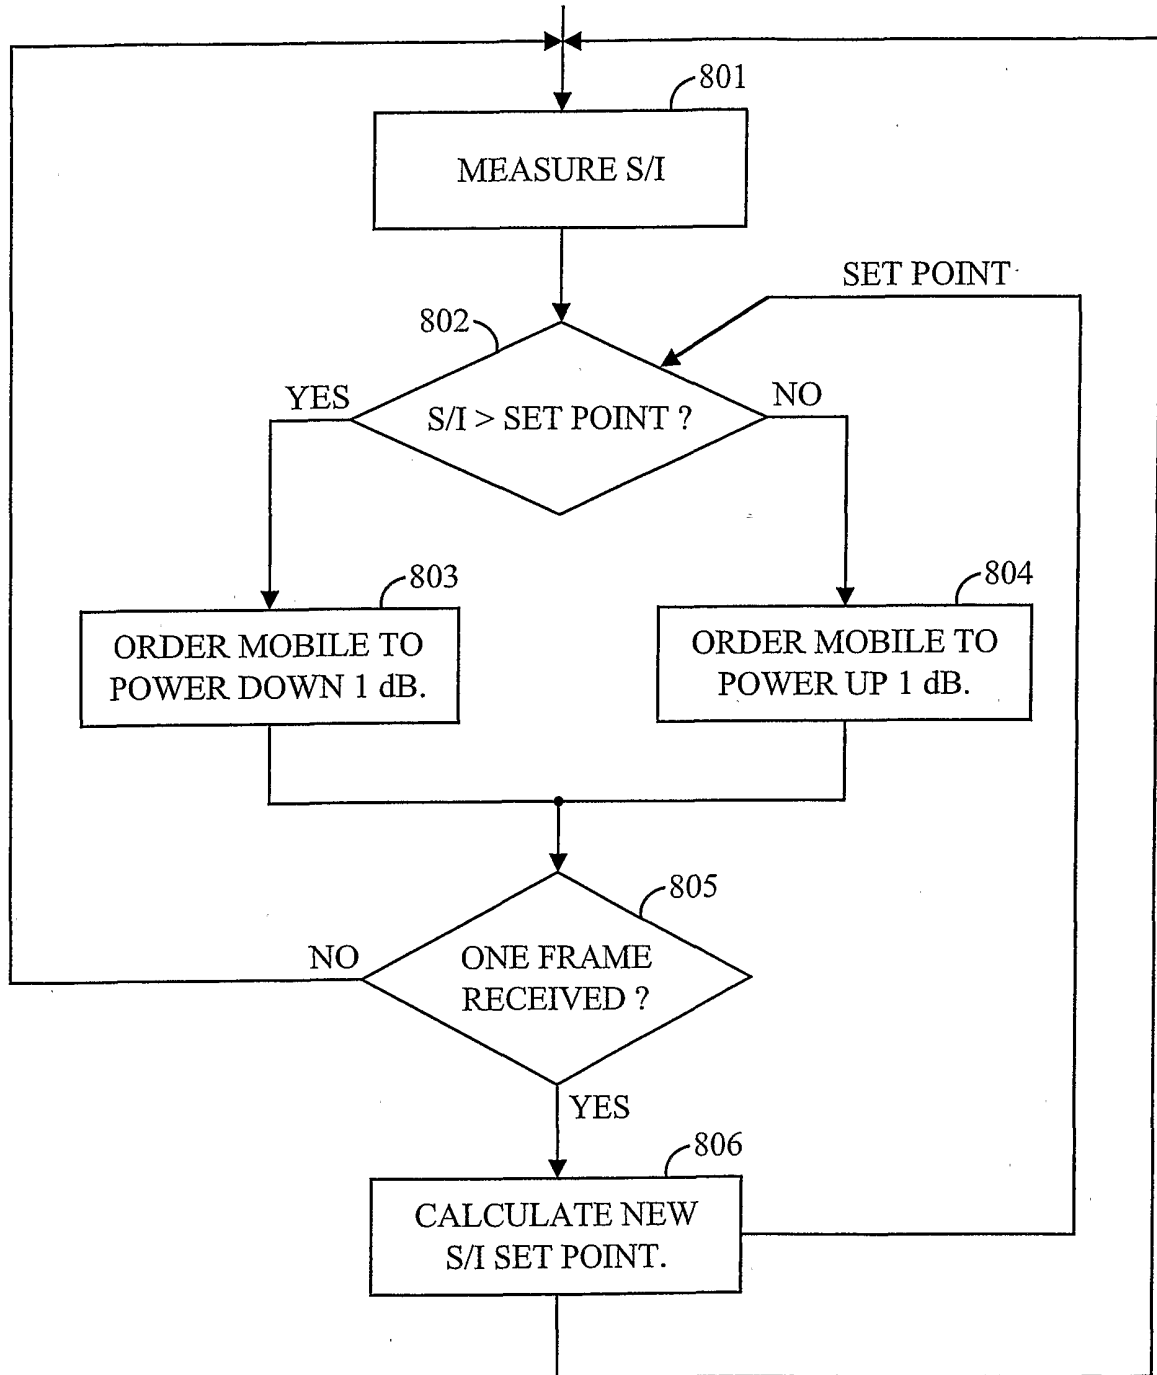 801
MEASURE S/I
SET POINT
802
YES
S/I > SET POINT ?
NO
803
ORDER MOBILE TO
POWER DOWN 1 dB.
804
ORDER MOBILE TO
POWER UP 1 dB.
805
NO
ONE FRAME
RECEIVED ?
YES
806
CALCULATE NEW
S/I SET POINT.